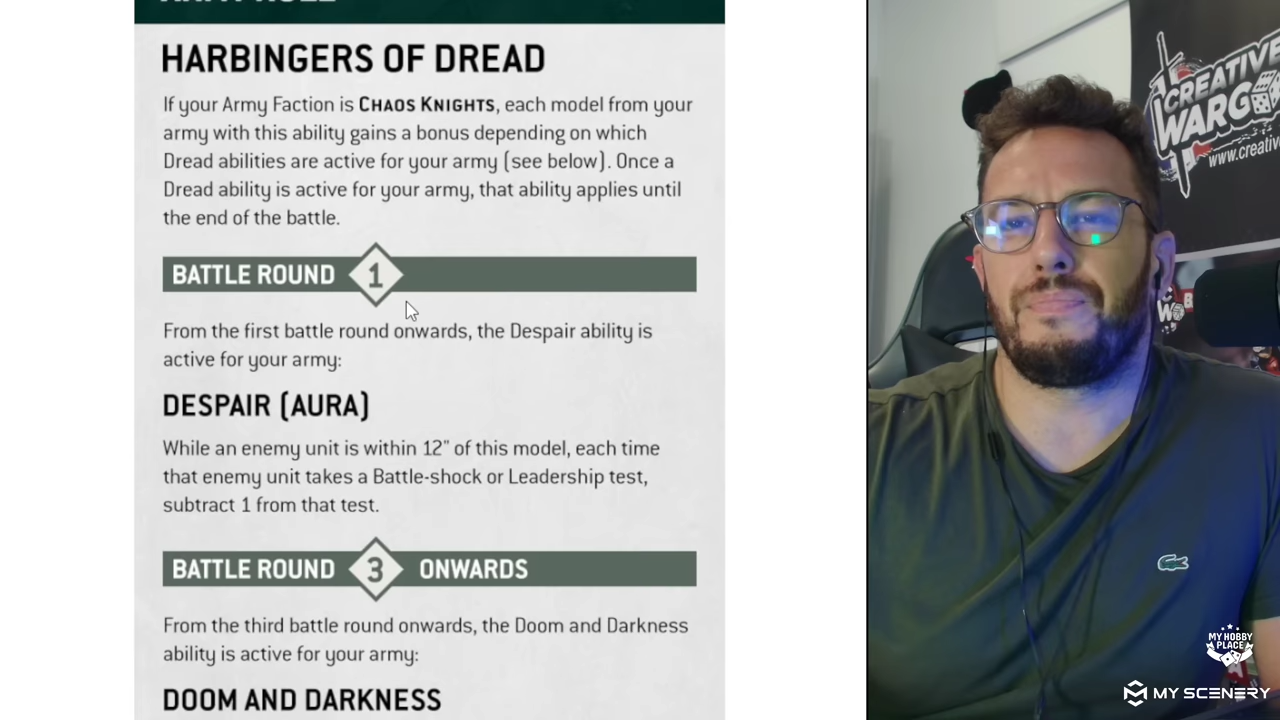 HARBINGERS OF DREAD
If your Army Faction is CHAOS KNIGHTS, each model from your
army with this ability gains a bonus depending on which
Dread abilities are active for your army (see below). Once a
Dread ability is active for your army, that ability applies until
the end of the battle.
BATTLE ROUND 1
From the first battle round onwards, the Despair ability is
active for your army:
DESPAIR (AURA)
While an enemy unit is within 12" of this model, each time
that enemy unit takes a Battle-shock or Leadership test,
subtract 1 from that test.
BATTLE ROUND 3 ONWARDS
From the third battle round onwards, the Doom and Darkness
ability is active for your army:
DOOM AND DARKNESS
CREATIVE
WARG
www.creative
MY HOBBY
PLACE
MY SCENERY